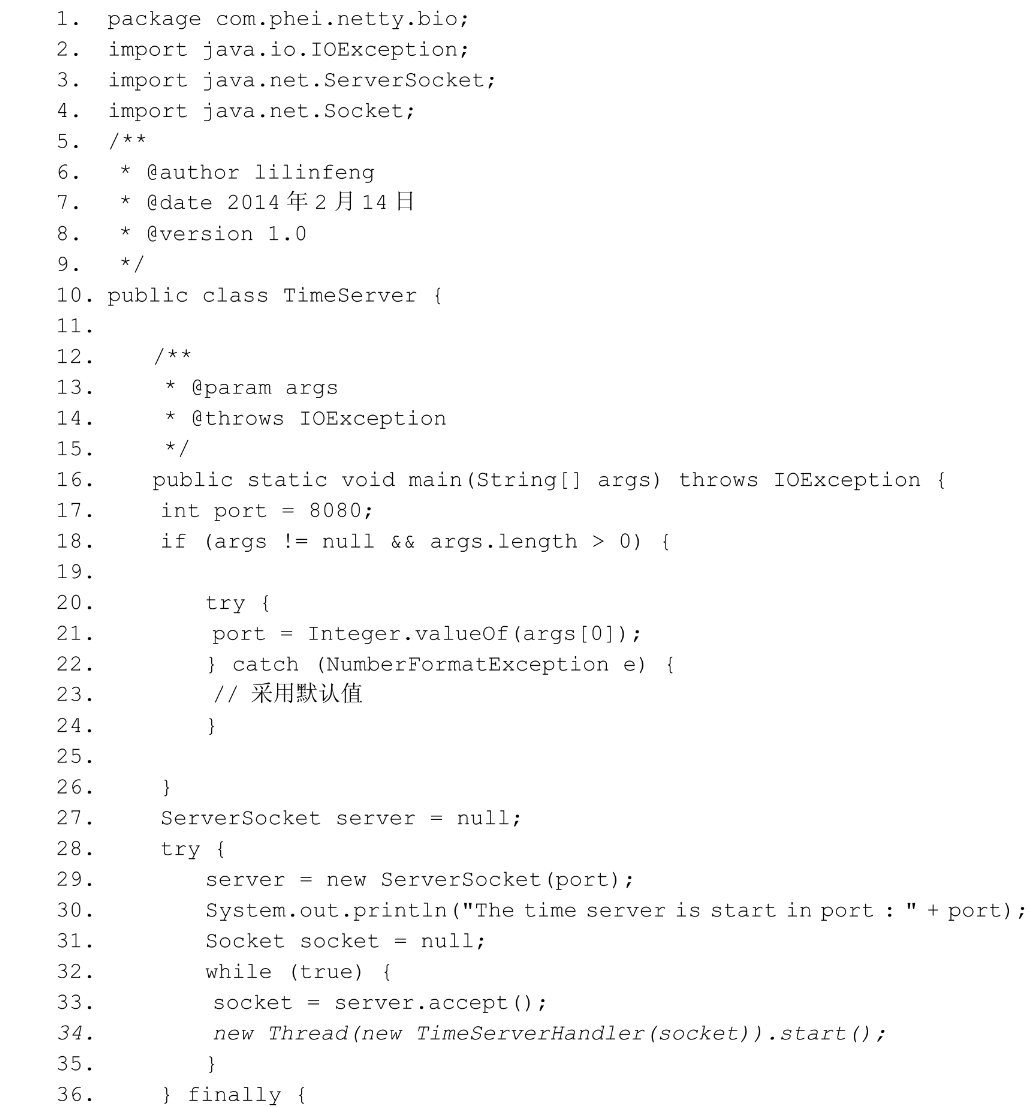 1. package com.phei.netty.bio;
2. import java.io.IOException;
3. import java.net.ServerSocket;
4. import java.net.Socket;
5. /**
6.  * @author lilinfeng
7.  * @date 2014年2月14日
8.  * @version 1.0
9.  */
10. public class TimeServer {
11.
12.     /**
13.      * @param args
14.      * @throws IOException
15.      */
16.     public static void main(String[] args) throws IOException {
17.      int port = 8080;
18.      if (args != null && args.length > 0) {
19.
20.          try {
21.           port = Integer.valueOf(args[0]);
22.          } catch (NumberFormatException e) {
23.           // 采用默认值
24.          }
25.
26.      }
27.      ServerSocket server = null;
28.      try {
29.          server = new ServerSocket(port);
30.          System.out.println("The time server is start in port : " + port);
31.          Socket socket = null;
32.          while (true) {
33.           socket = server.accept();
34.           new Thread(new TimeServerHandler(socket)).start();
35.          }
36.      } finally {